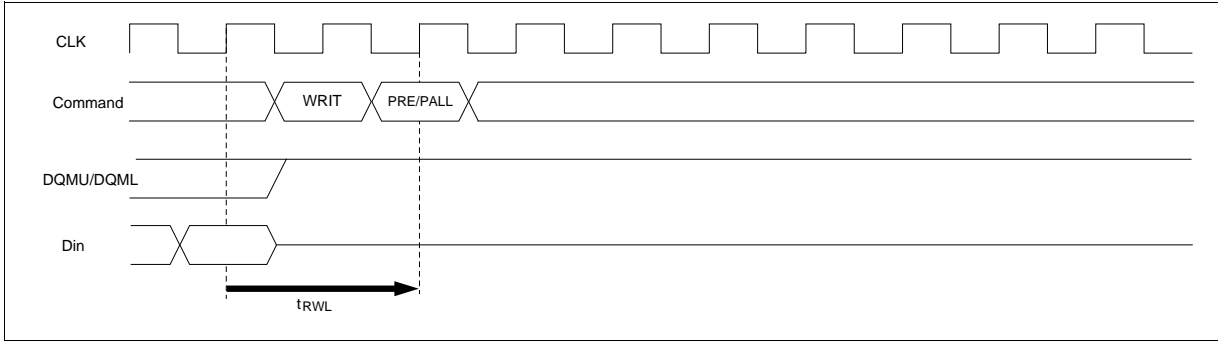 CLK
Command
WRIT
PRE/PALL
DQMU/DQML
Din
tRWL